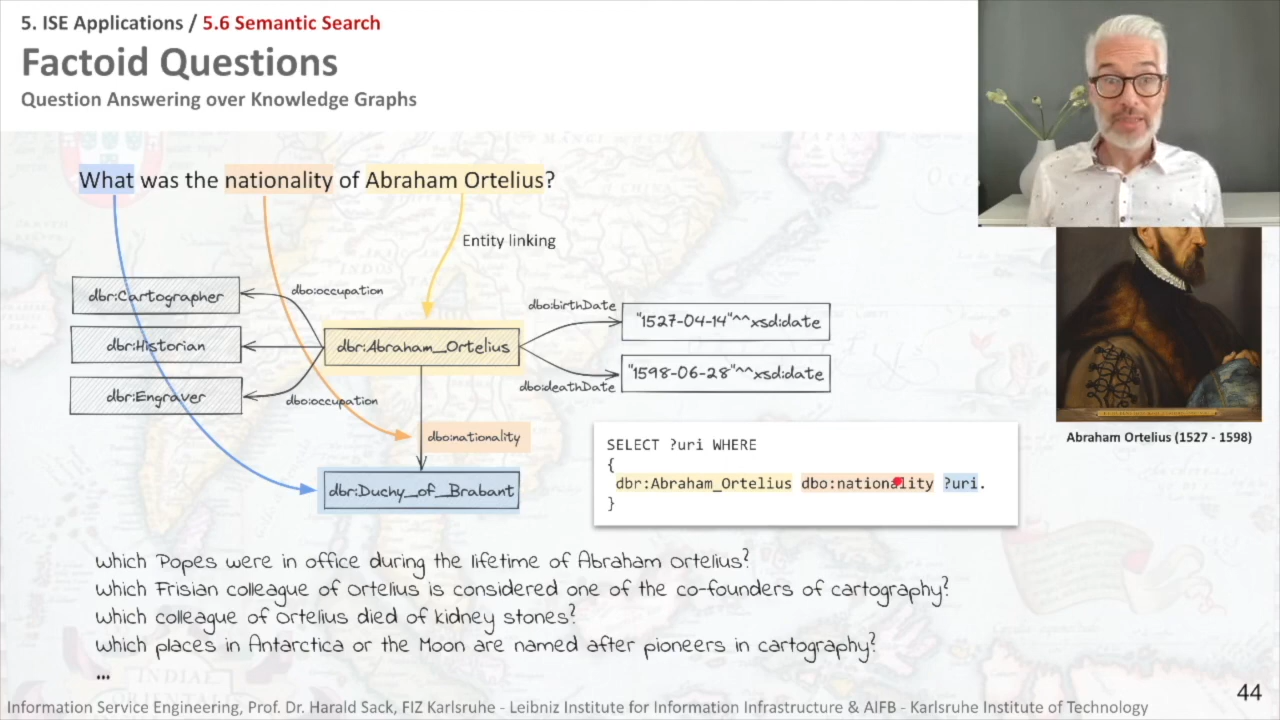 5. ISE Applications / 5.6 Semantic Search
Factoid Questions
Question Answering over Knowledge Graphs
What was the nationality of Abraham Ortelius?
Entity linking
dbr:Cartographer
dbo:occupation
dbo:birthDate
"1527-04-14"^^xsd:date
dbr:Historian
dbr:Abraham_Ortelius
dbr:Engraver
dbo:occupation
dbo:deathDate
"1598-06-28"^^xsd:date
dbo:nationality
dbr:Duchy_of_Brabant
SELECT ?uri WHERE
{
dbr:Abraham_Ortelius dbo:nationality ?uri.
}
Abraham Ortelius (1527 - 1598)
Which Popes were in office during the lifetime of Abraham Ortelius?
Which Frisian colleague of Ortelius is considered one of the co-founders of cartography?
Which colleague of Ortelius died of kidney stones?
Which places in Antarctica or the Moon are named after pioneers in cartography?
...
44
Information Service Engineering, Prof. Dr. Harald Sack, FIZ Karlsruhe - Leibniz Institute for Information Infrastructure & AIFB - Karlsruhe Institute of Technology